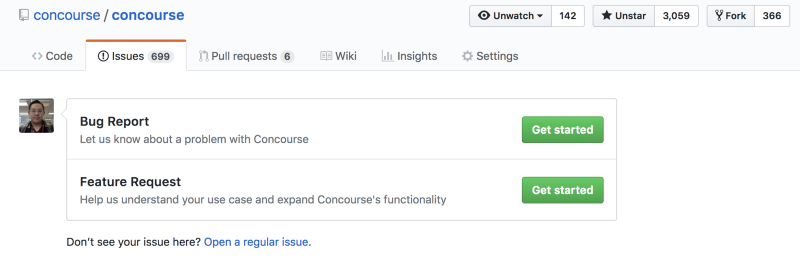 concourse / concourse
Unwatch 142 Unstar 3,059 Fork 366
Code Issues 699 Pull requests 6 Wiki Insights Settings
Bug Report
Let us know about a problem with Concourse
Get started
Feature Request
Help us understand your use case and expand Concourse's functionality
Get started
Don't see your issue here? Open a regular issue.